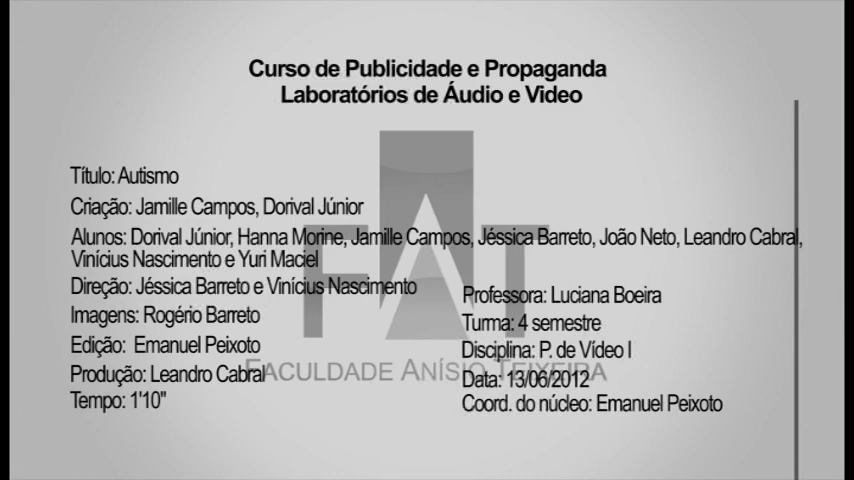 Curso de Publicidade e Propaganda
Laboratórios de Áudio e Video
Título: Autismo
Criação: Jamille Campos, Dorival Júnior
Alunos: Dorival Júnior, Hanna Morine, Jamille Campos, Jéssica Barreto, João Neto, Leandro Cabral,
Vinícius Nascimento e Yuri Maciel
Direção: Jéssica Barreto e Vinícius Nascimento
Imagens: Rogério Barreto
Edição: Emanuel Peixoto
Produção: Leandro Cabral
Tempo: 1'10"
Professora: Luciana Boeira
Turma: 4 semestre
Disciplina: P. de Vídeo I
Data: 13/06/2012
Coord. do núcleo: Emanuel Peixoto
FAT
FACULDADE ANÍSIO TEIXEIRA